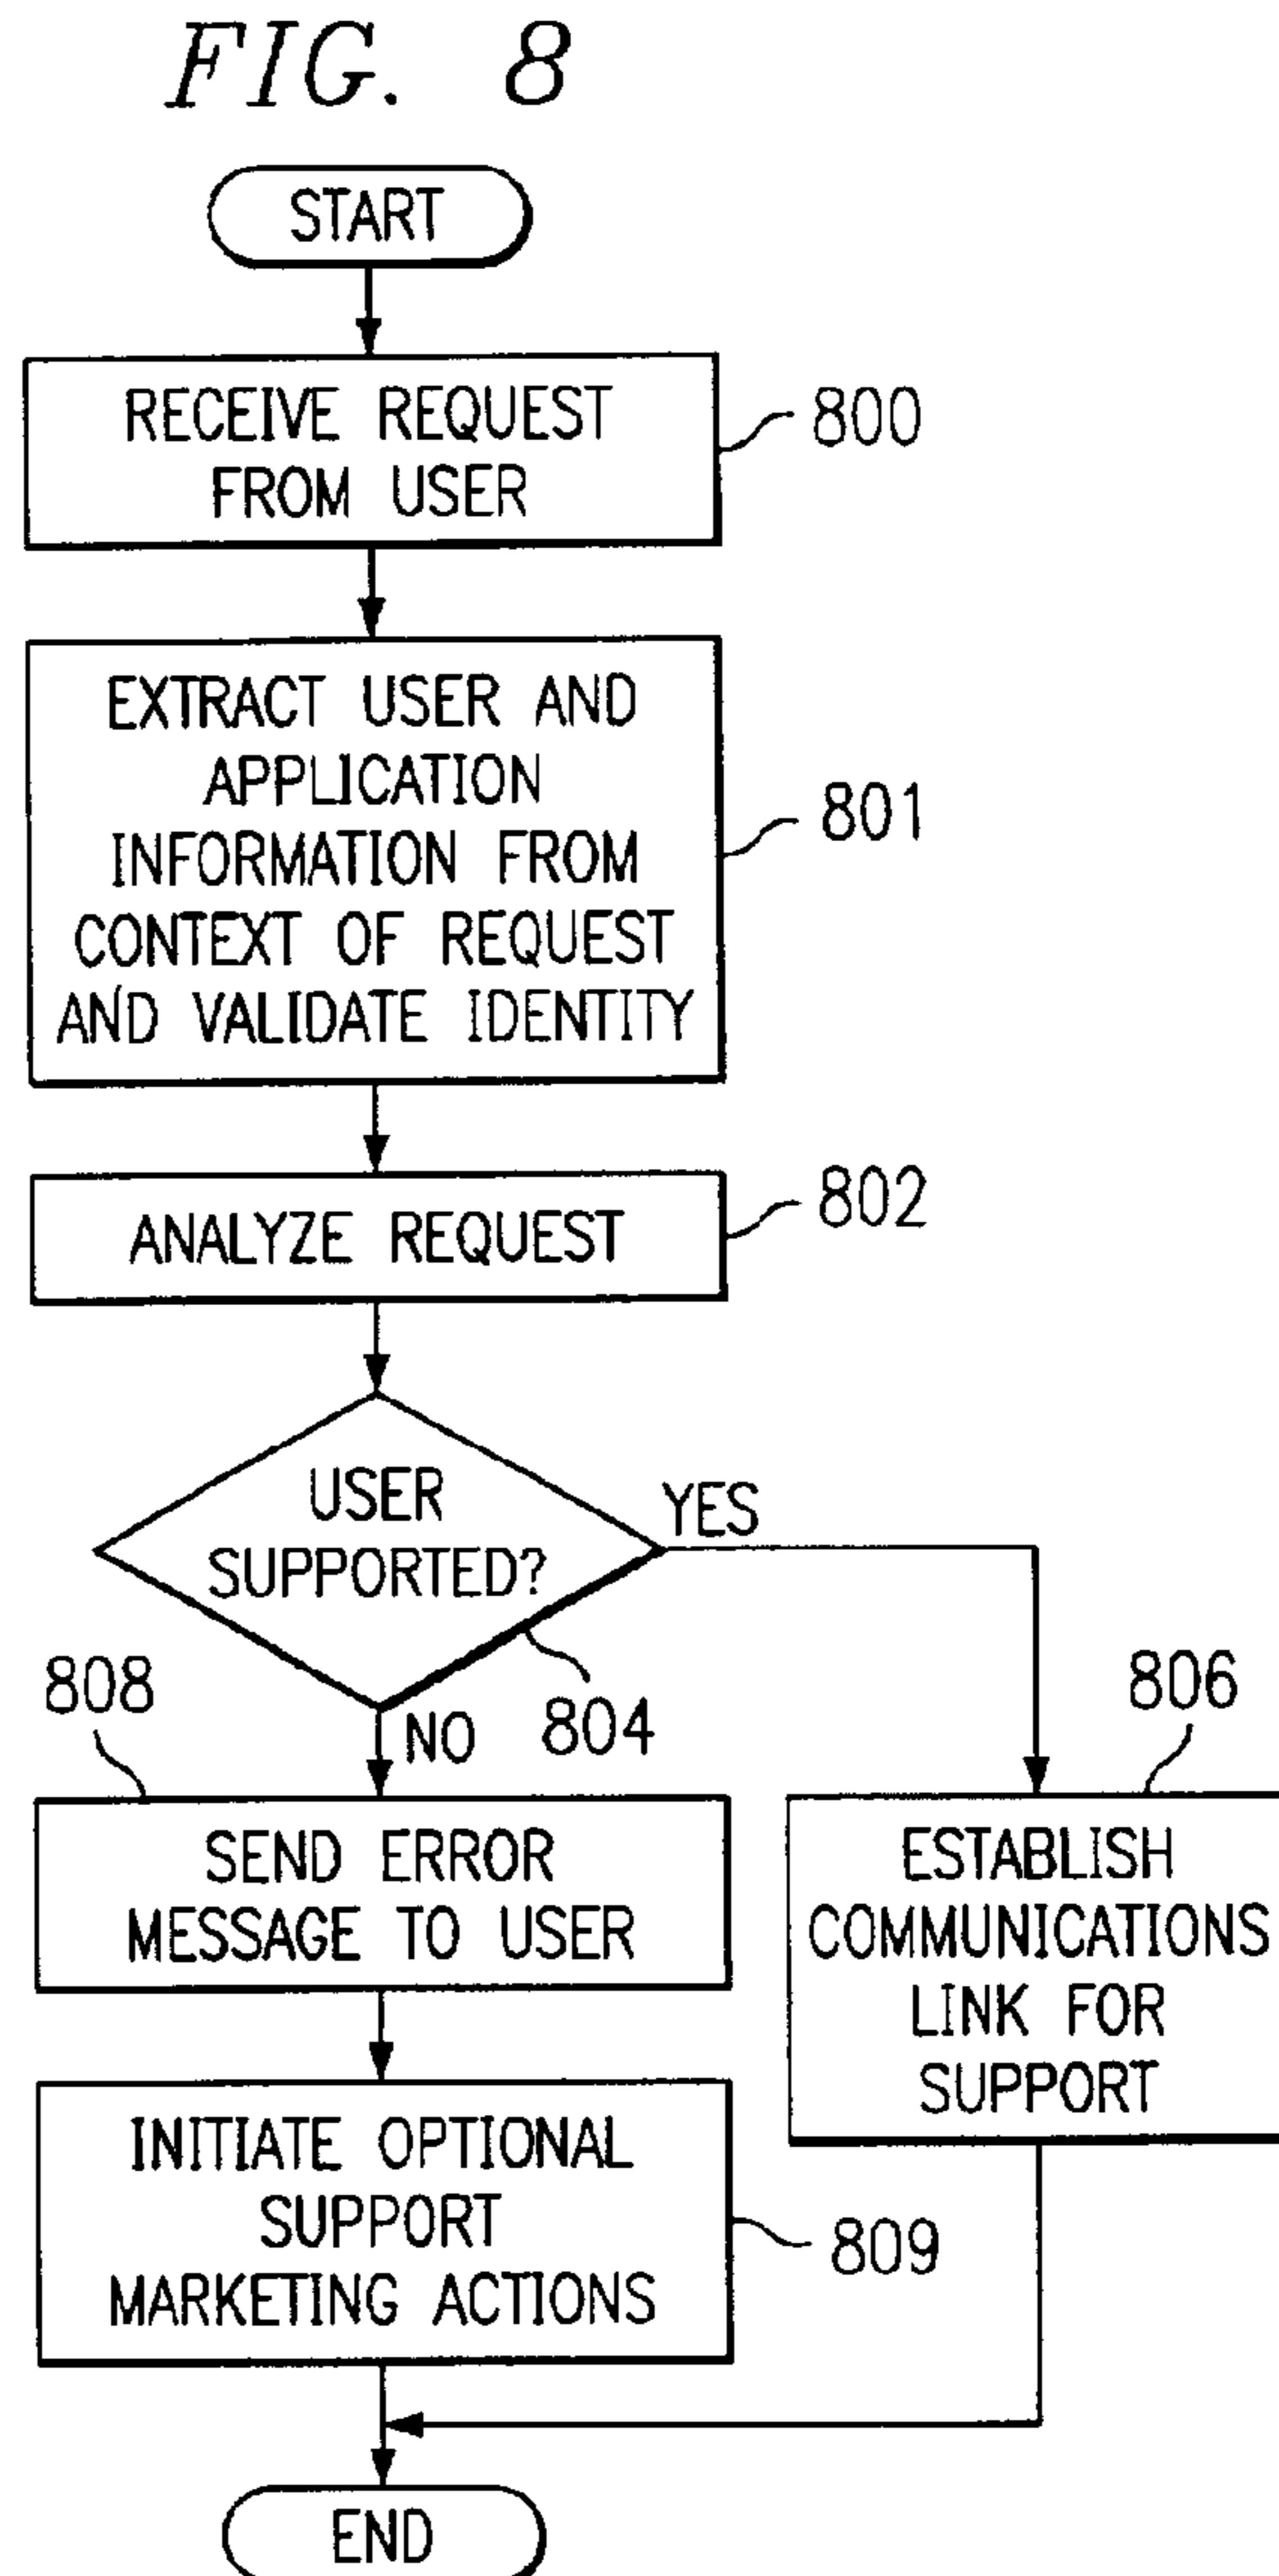 FIG. 8
START
RECEIVE REQUEST
FROM USER
800
EXTRACT USER AND
APPLICATION
INFORMATION FROM
CONTEXT OF REQUEST
AND VALIDATE IDENTITY
801
ANALYZE REQUEST
802
USER
SUPPORTED?
YES
804
NO
808
SEND ERROR
MESSAGE TO USER
806
ESTABLISH
COMMUNICATIONS
LINK FOR
SUPPORT
INITIATE OPTIONAL
SUPPORT
MARKETING ACTIONS
809
END